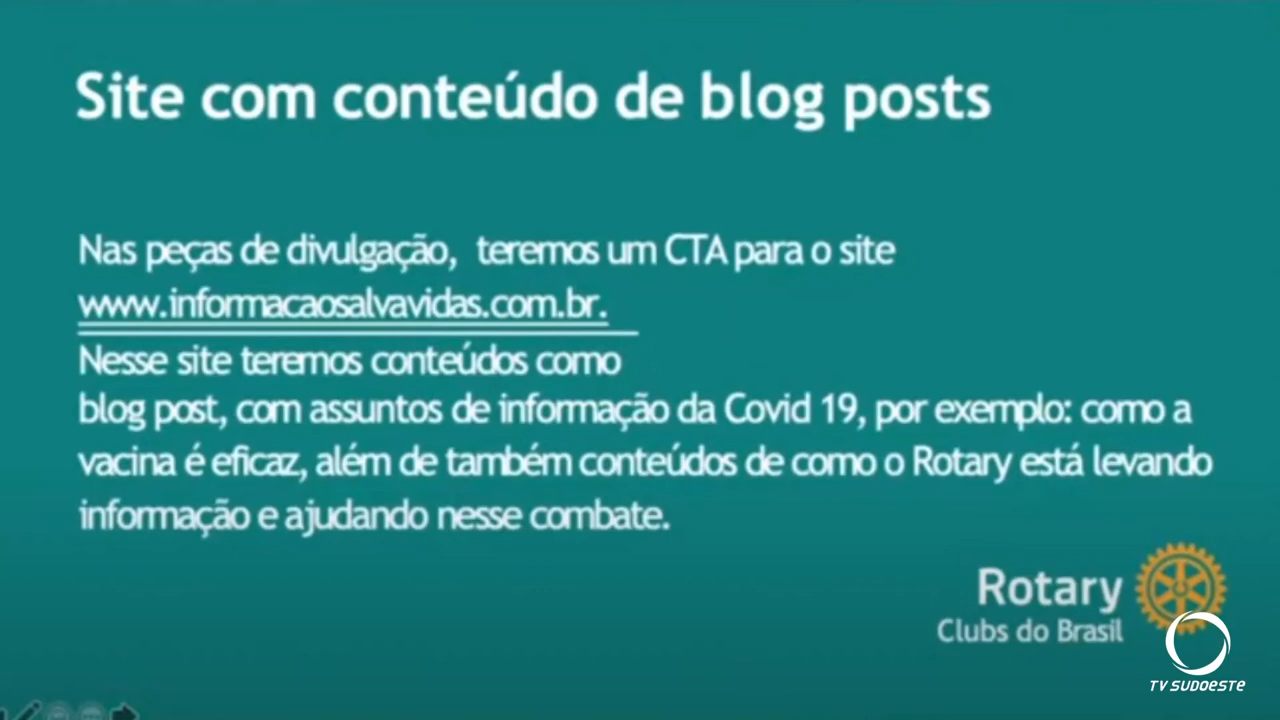 Site com conteúdo de blog posts
Nas peças de divulgação, teremos um CTA para o site
www.informacaosalvavidas.com.br.
Nesse site teremos conteúdos como
blog post, com assuntos de informação da Covid 19, por exemplo: como a
vacina é eficaz, além de também conteúdos de como o Rotary está levando
informação e ajudando nesse combate.
Rotary
Clubs do Brasil
TV SUDOESTE